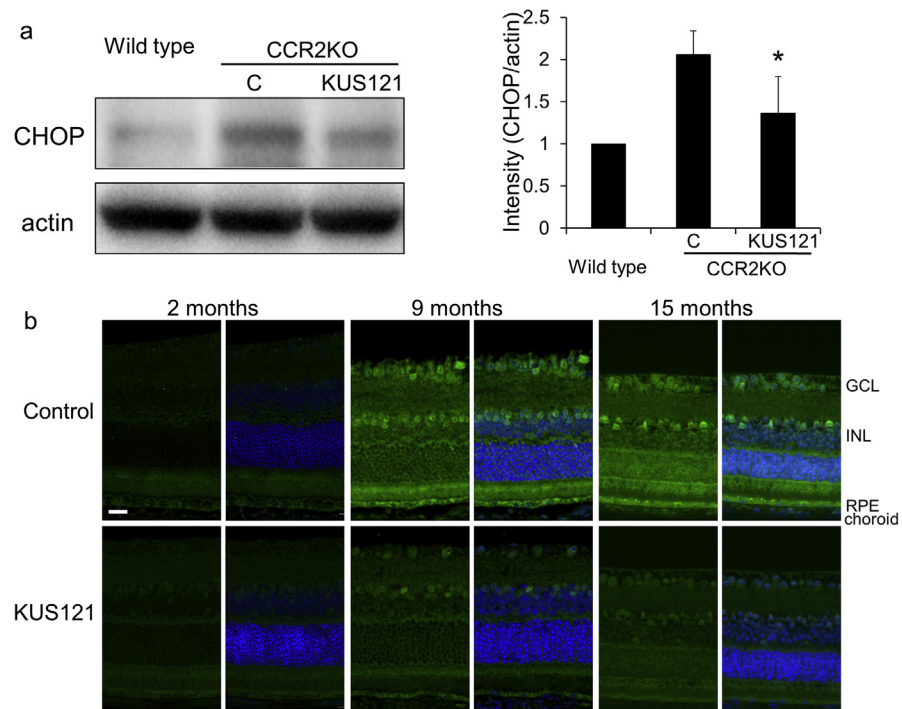 a
Wild type
CCR2KO
C
KUS121
CHOP
actin
Intensity (CHOP/actin)
2.5
2
1.5
1
0.5
0
*
C
KUS121
Wild type
CCR2KO
b
2 months
9 months
15 months
Control
GCL
INL
RPE
choroid
KUS121